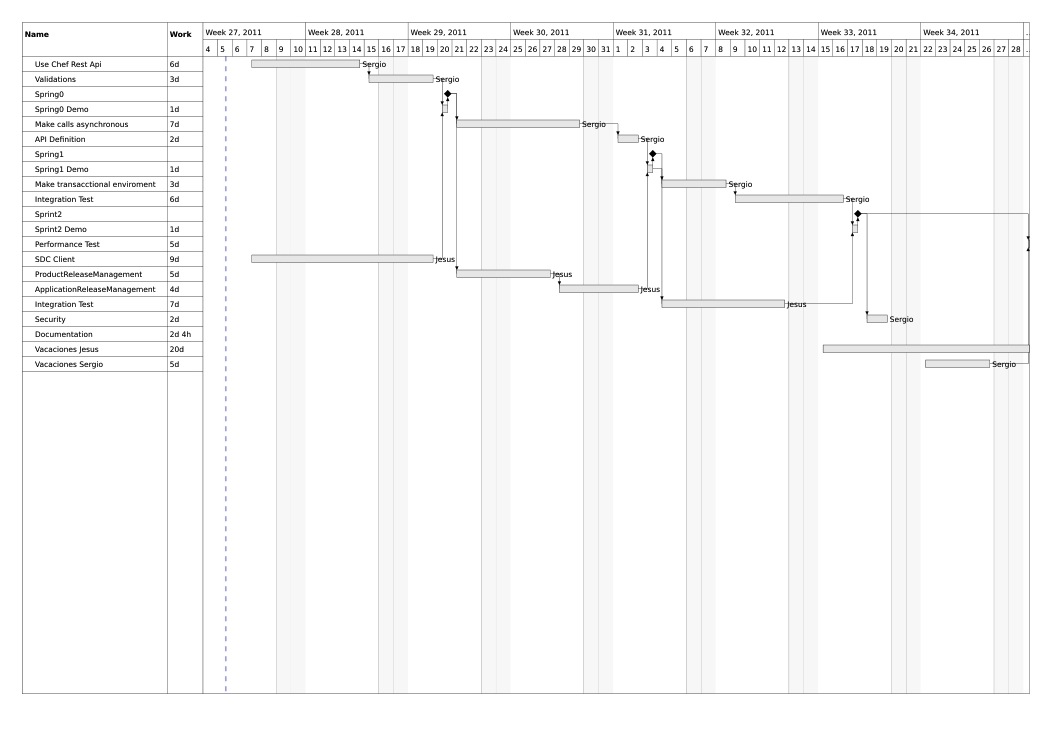 Name Work Week 27, 2011 Week 28, 2011 Week 29, 2011 Week 30, 2011 Week 31, 2011 Week 32, 2011 Week 33, 2011 Week 34, 2011 ..
4 5 6 7 8 9 10 11 12 13 14 15 16 17 18 19 20 21 22 23 24 25 26 27 28 29 30 31 1 2 3 4 5 6 7 8 9 10 11 12 13 14 15 16 17 18 19 20 21 22 23 24 25 26 27 28 ..
Use Chef Rest Api 6d Sergio
Validations 3d Sergio
Spring0
Spring0 Demo 1d
Make calls asynchronous 7d Sergio
API Definition 2d Sergio
Spring1
Spring1 Demo 1d
Make transacctional enviroment 3d Sergio
Integration Test 6d Sergio
Sprint2
Sprint2 Demo 1d
Performance Test 5d
SDC Client 9d Jesus
ProductReleaseManagement 5d Jesus
ApplicationReleaseManagement 4d Jesus
Integration Test 7d Jesus
Security 2d Sergio
Documentation 2d 4h
Vacaciones Jesus 20d
Vacaciones Sergio 5d Sergio